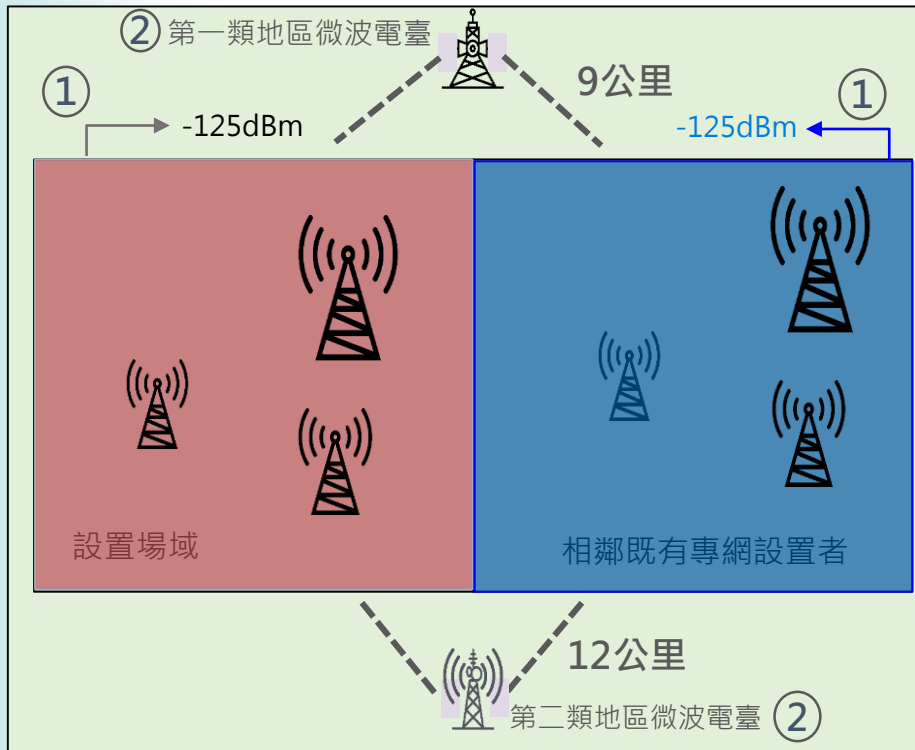 ② 第一類地區微波電臺
9公里
①
-125dBm
-125dBm
①
設置場域
相鄰既有專網設置者
12公里
第二類地區微波電臺 ②